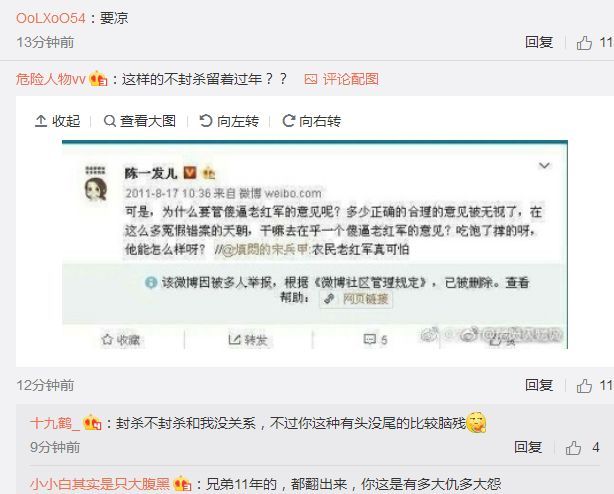 OoLXoO54：要凉
13分钟前
回复
11
危险人物vv：这样的不封杀留着过年？？ 评论配图
收起 查看大图 向左转 向右转
陈一发儿
2011-8-17 10:36 来自 微博 weibo.com
可是，为什么要管傻逼老红军的意见呢？多少正确的合理的意见被无视了，在
这么多冤假错案的天朝，干嘛去在乎一个傻逼老红军的意见？吃饱了撑的呀，
他能怎么样呀？ //@填闷的宋兵甲:农民老红军真可怕
该微博因被多人举报，根据《微博社区管理规定》，已被删除。查看
帮助： 网页链接
收藏 转发 5
12分钟前
回复
11
十九鹤_：封杀不封杀和我没关系，不过你这种有头没尾的比较脑残
9分钟前
回复
4
小小白其实是只大腹黑：兄弟11年的，都翻出来，你这是有多大仇多大怨